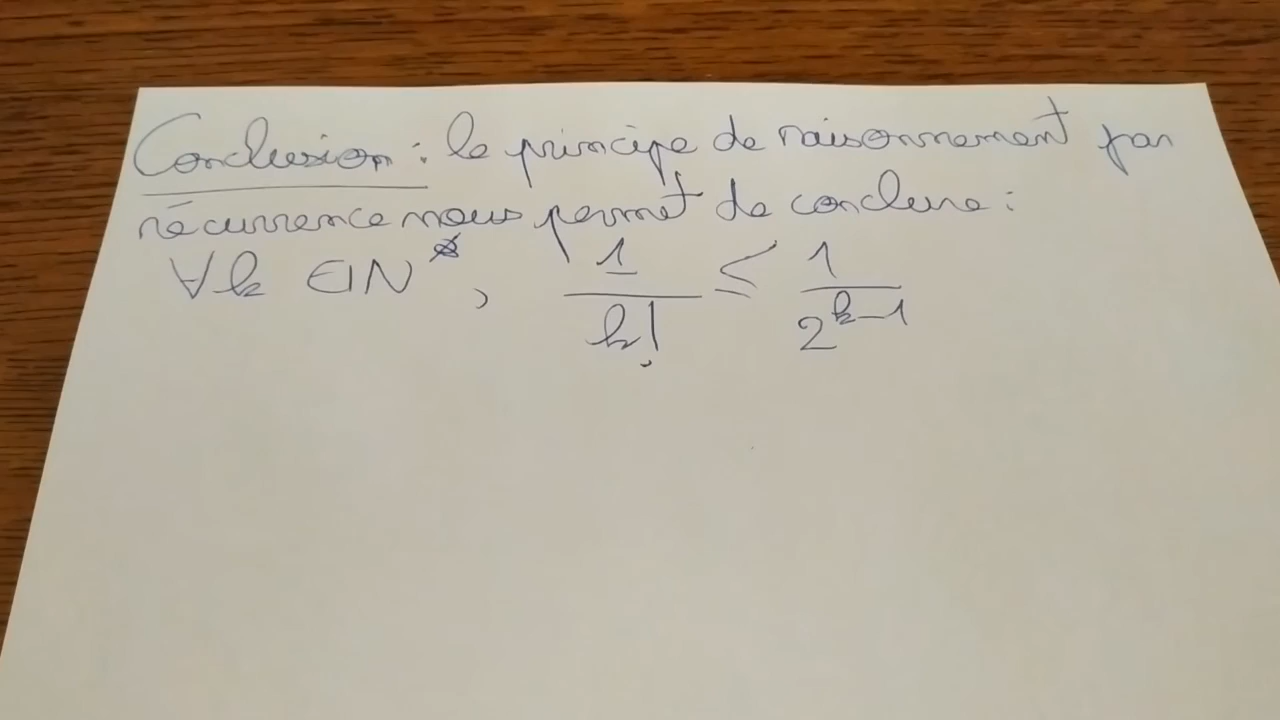 Conclusion : le principe de raisonnement par
récurrence nous permet de conclure :
∀k ∈ ℕ*, 1/k! ≤ 1/2^(k-1)